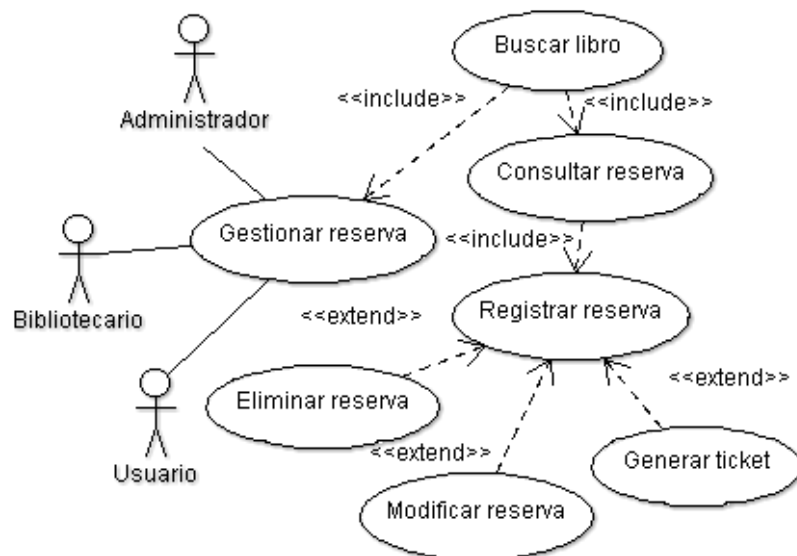 Buscar libro
<<include>>
<<include>>
Administrador
Consultar reserva
Gestionar reserva
<<include>>
Bibliotecario
<<extend>>
Registrar reserva
<<extend>>
Eliminar reserva
<<extend>>
Generar ticket
Usuario
Modificar reserva